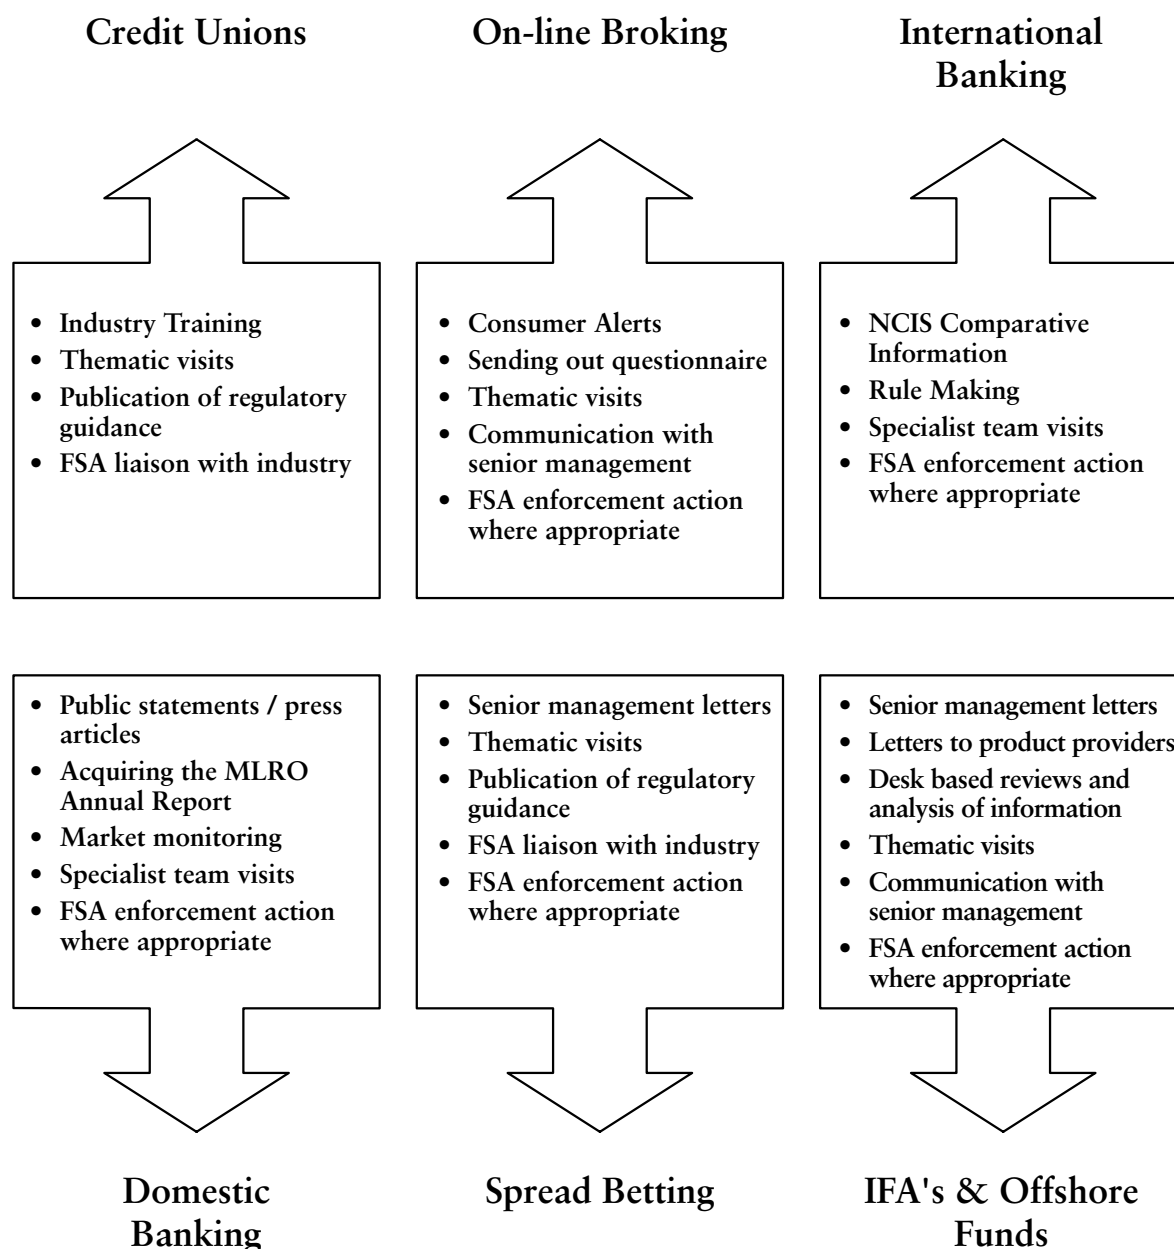 Credit Unions
On-line Broking
International
Banking
• Industry Training
• Thematic visits
• Publication of regulatory
guidance
• FSA liaison with industry
• Consumer Alerts
• Sending out questionnaire
• Thematic visits
• Communication with
senior management
• FSA enforcement action
where appropriate
• NCIS Comparative
Information
• Rule Making
• Specialist team visits
• FSA enforcement action
where appropriate
• Public statements / press
articles
• Acquiring the MLRO
Annual Report
• Market monitoring
• Specialist team visits
• FSA enforcement action
where appropriate
• Senior management letters
• Thematic visits
• Publication of regulatory
guidance
• FSA liaison with industry
• FSA enforcement action
where appropriate
• Senior management letters
• Letters to product providers
• Desk based reviews and
analysis of information
• Thematic visits
• Communication with
senior management
• FSA enforcement action
where appropriate
Domestic
Banking
Spread Betting
IFA's & Offshore
Funds